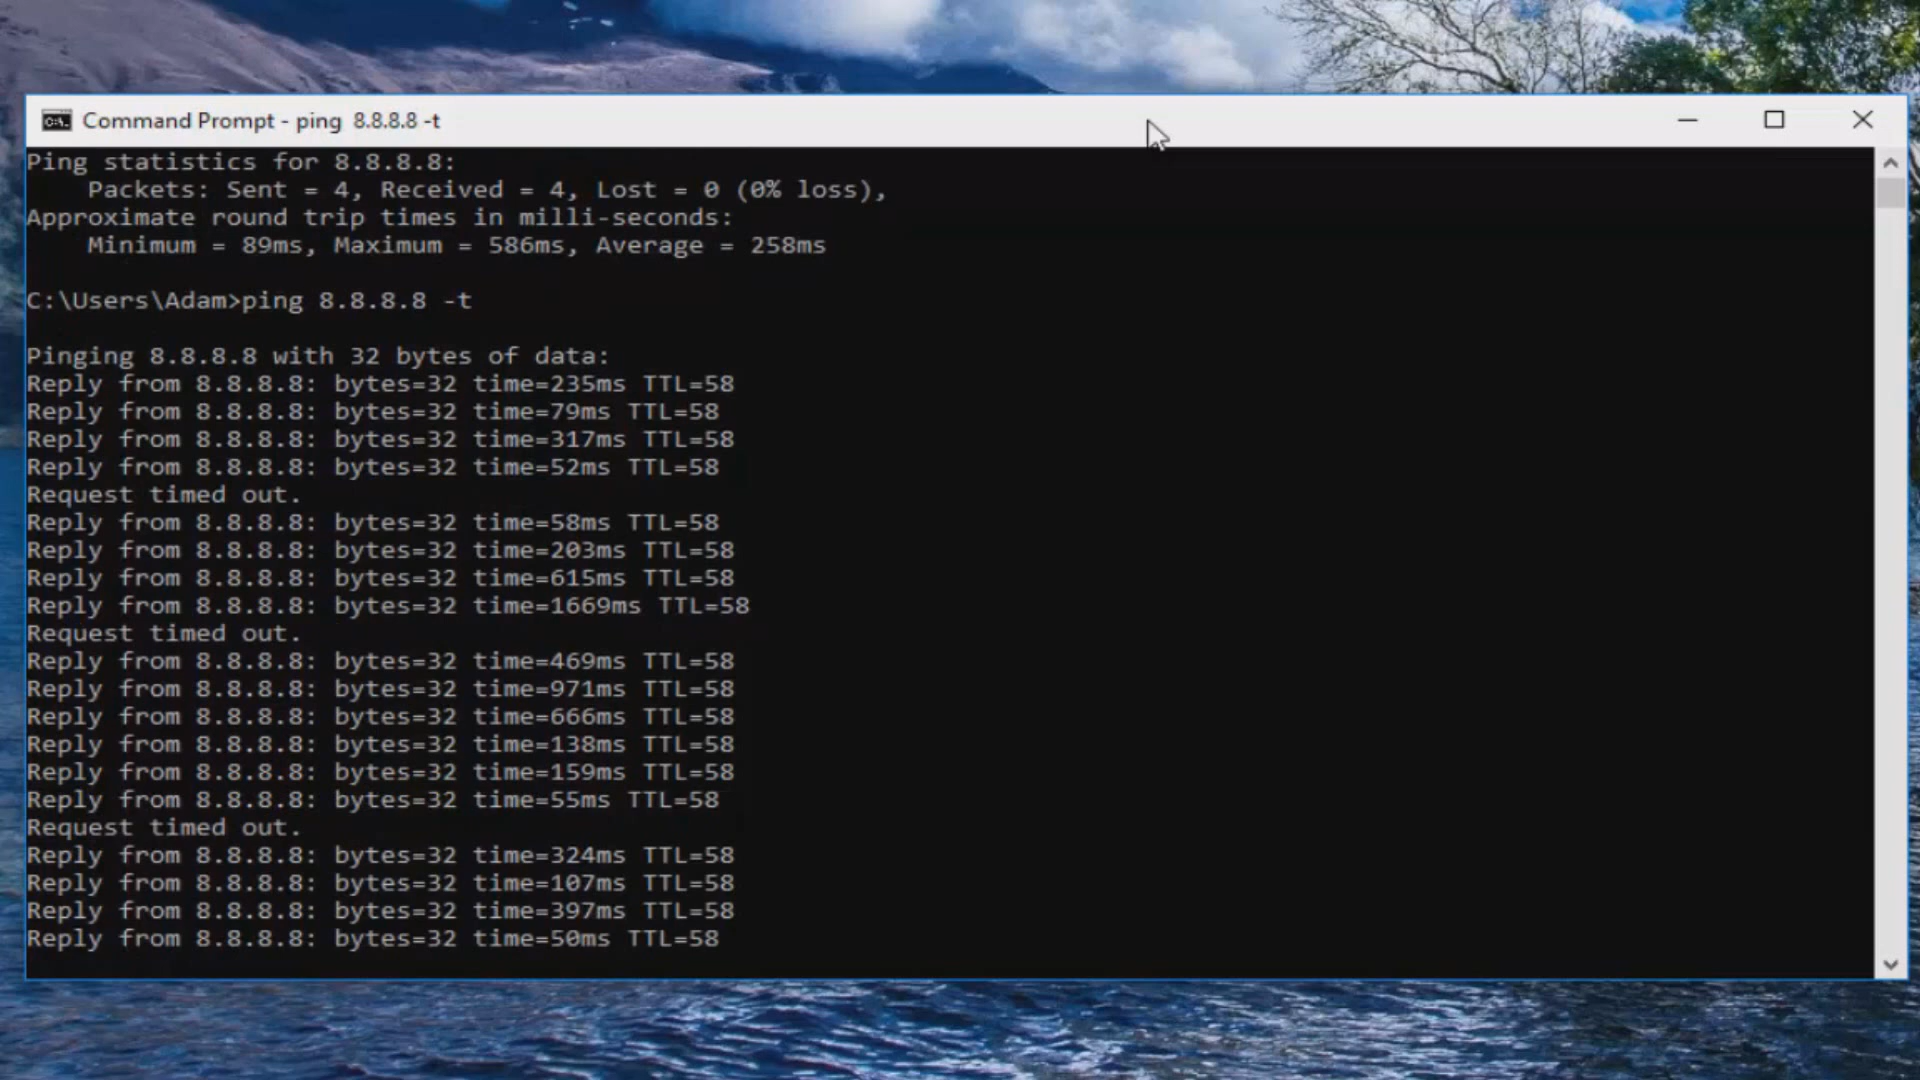 Command Prompt - ping  8.8.8.8 -t
Ping statistics for 8.8.8.8:
    Packets: Sent = 4, Received = 4, Lost = 0 (0% loss),
Approximate round trip times in milli-seconds:
    Minimum = 89ms, Maximum = 586ms, Average = 258ms
C:\Users\Adam>ping 8.8.8.8 -t
Pinging 8.8.8.8 with 32 bytes of data:
Reply from 8.8.8.8: bytes=32 time=235ms TTL=58
Reply from 8.8.8.8: bytes=32 time=79ms TTL=58
Reply from 8.8.8.8: bytes=32 time=317ms TTL=58
Reply from 8.8.8.8: bytes=32 time=52ms TTL=58
Request timed out.
Reply from 8.8.8.8: bytes=32 time=58ms TTL=58
Reply from 8.8.8.8: bytes=32 time=203ms TTL=58
Reply from 8.8.8.8: bytes=32 time=615ms TTL=58
Reply from 8.8.8.8: bytes=32 time=1669ms TTL=58
Request timed out.
Reply from 8.8.8.8: bytes=32 time=469ms TTL=58
Reply from 8.8.8.8: bytes=32 time=971ms TTL=58
Reply from 8.8.8.8: bytes=32 time=666ms TTL=58
Reply from 8.8.8.8: bytes=32 time=138ms TTL=58
Reply from 8.8.8.8: bytes=32 time=159ms TTL=58
Reply from 8.8.8.8: bytes=32 time=55ms TTL=58
Request timed out.
Reply from 8.8.8.8: bytes=32 time=324ms TTL=58
Reply from 8.8.8.8: bytes=32 time=107ms TTL=58
Reply from 8.8.8.8: bytes=32 time=397ms TTL=58
Reply from 8.8.8.8: bytes=32 time=50ms TTL=58